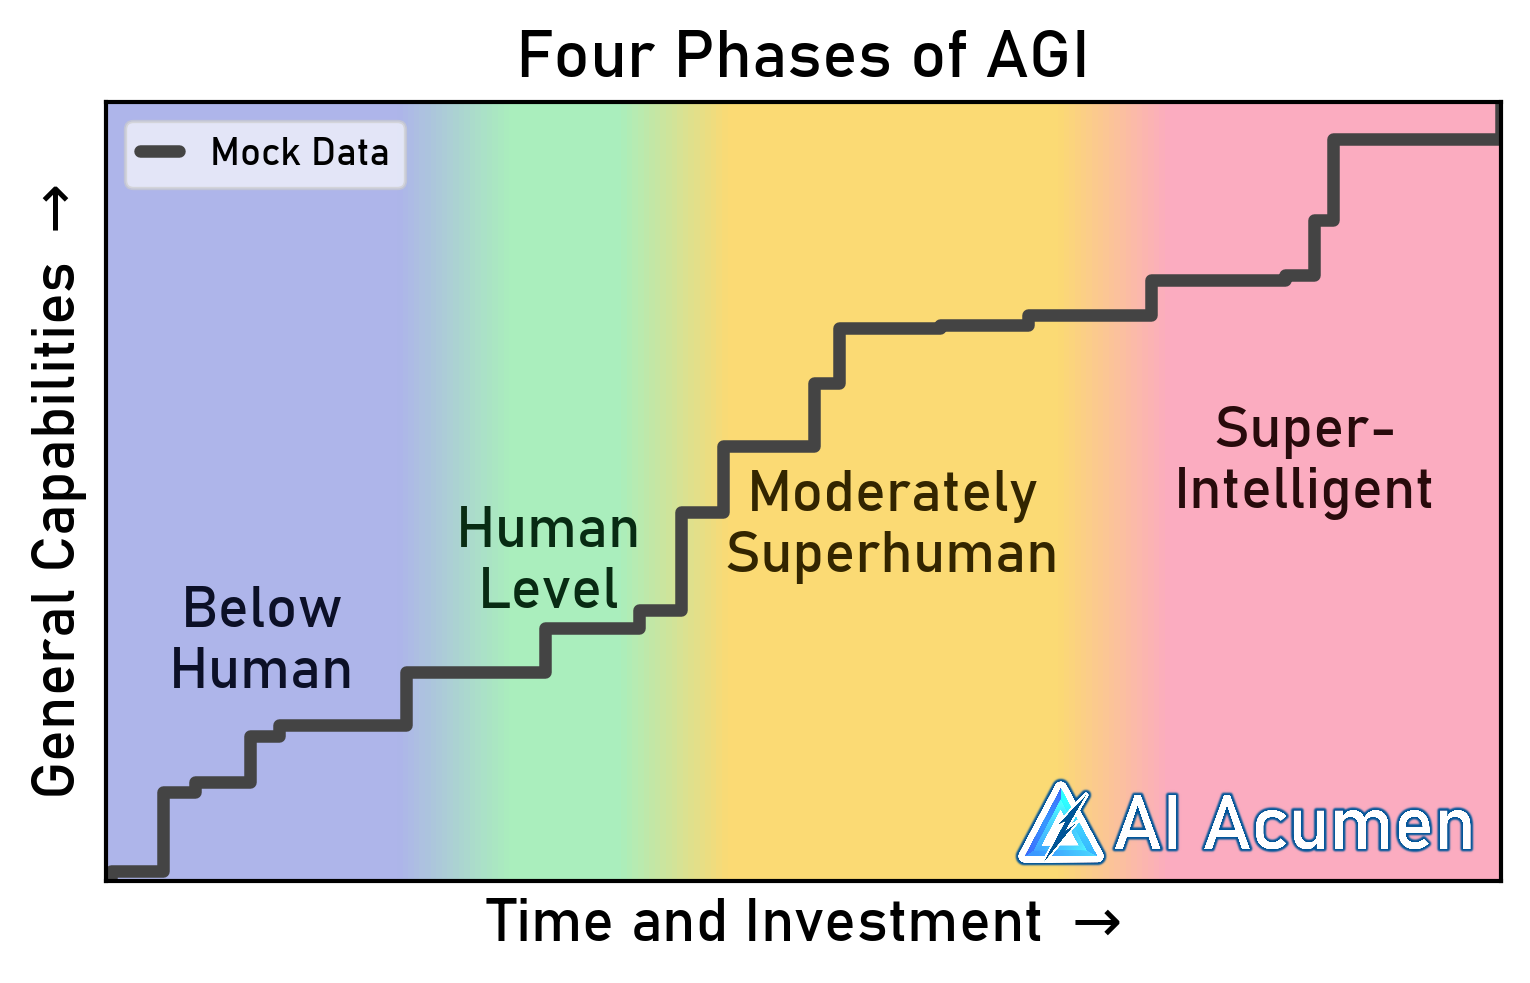 Four Phases of AGI
Mock Data
General Capabilities →
Below
Human
Human
Level
Moderately
Superhuman
Super-
Intelligent
AI Acumen
Time and Investment →